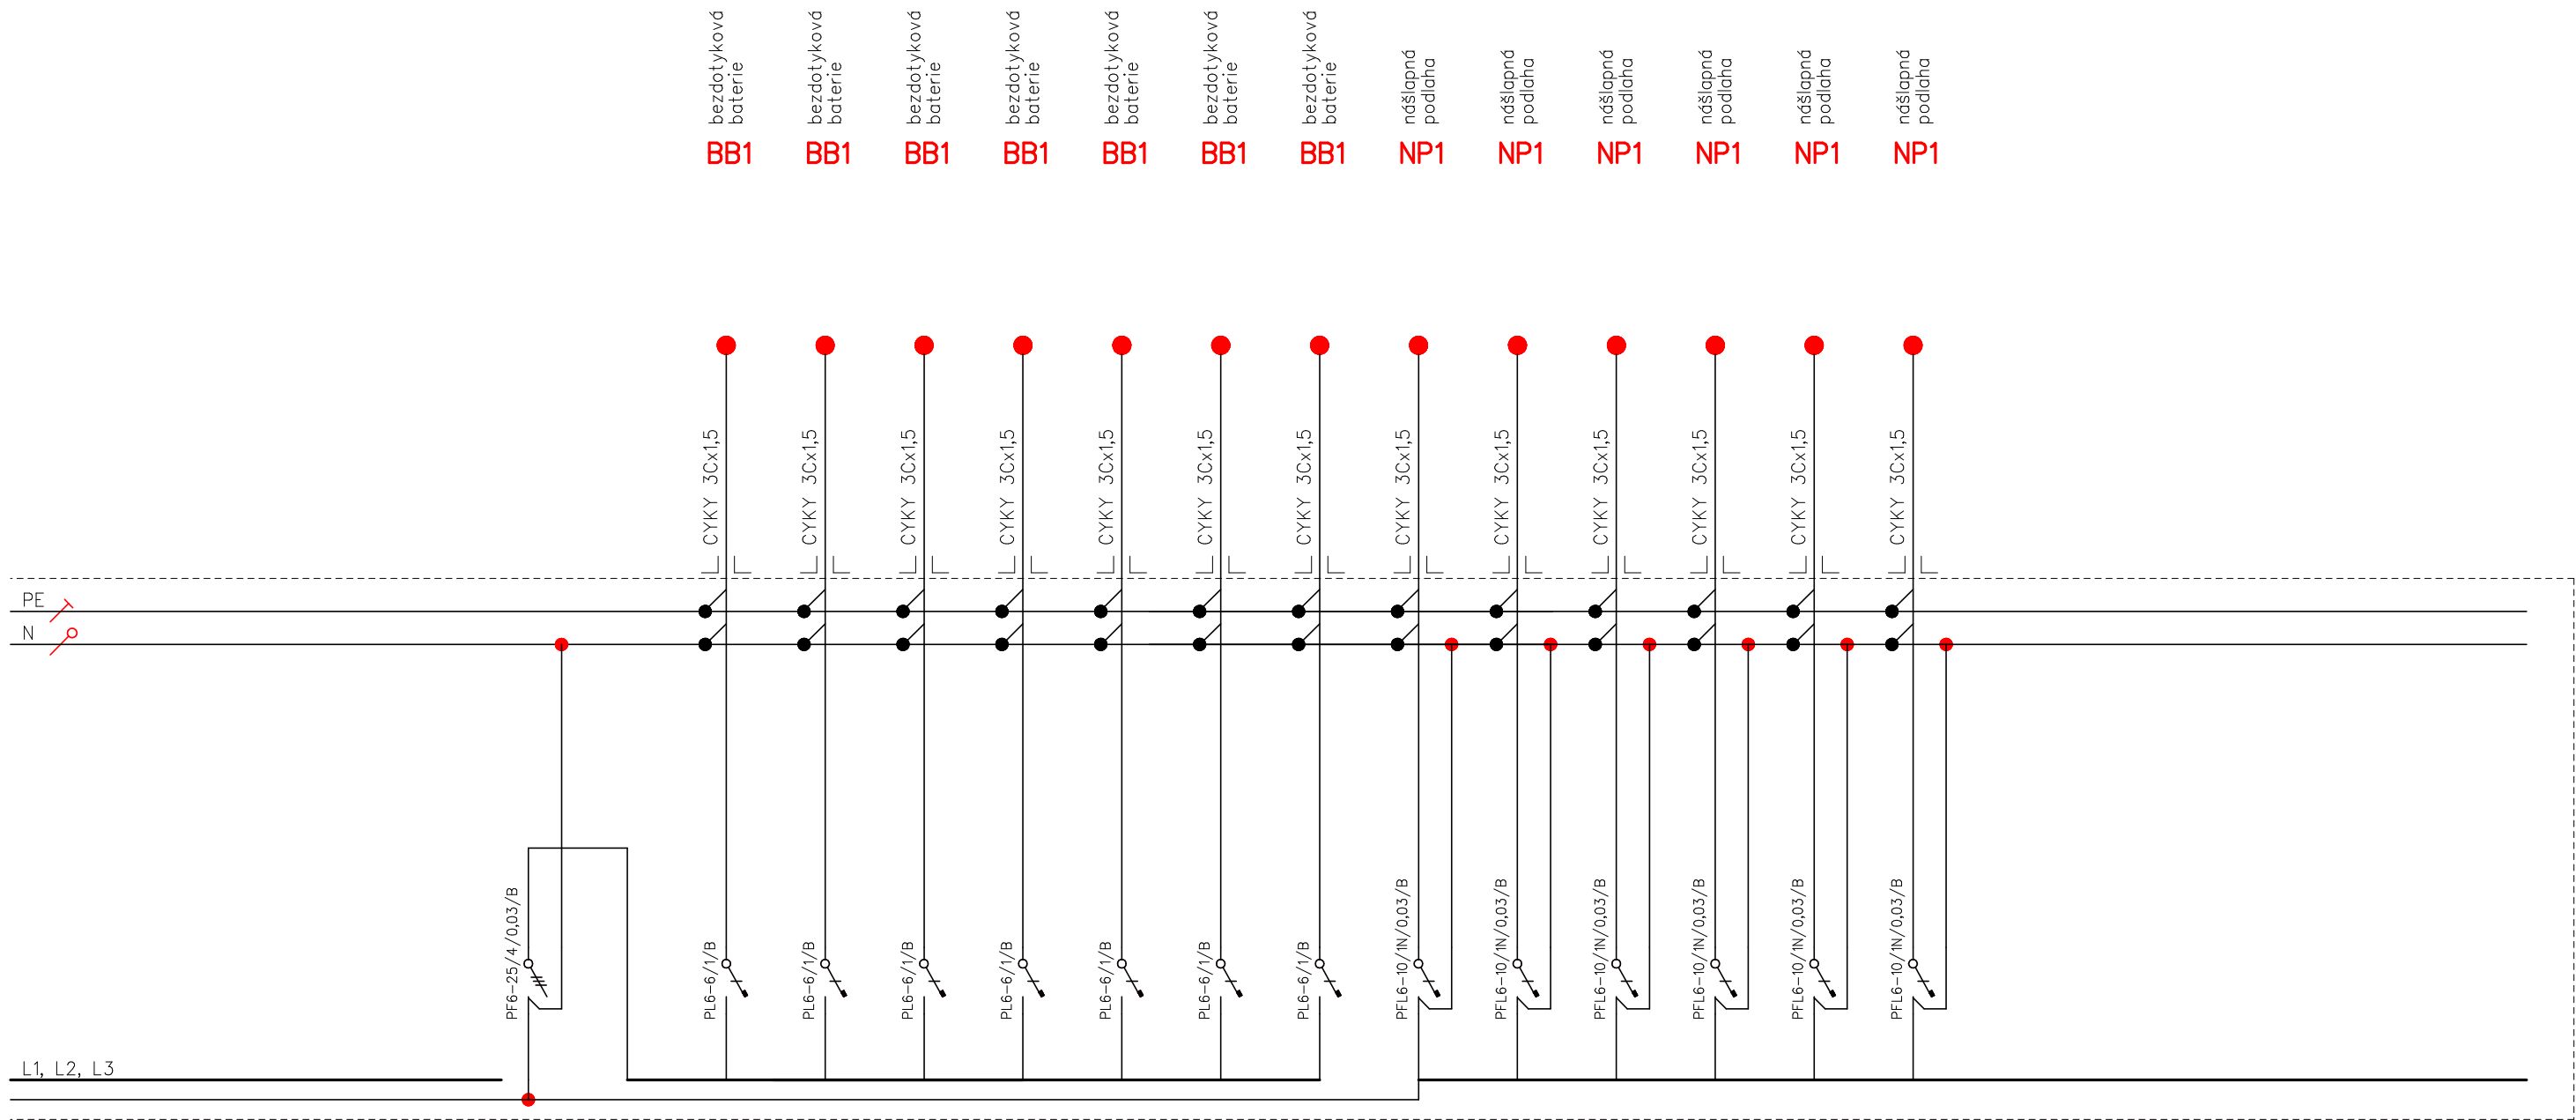 bezdotyková
baterie
bezdotyková
baterie
bezdotyková
baterie
bezdotyková
baterie
bezdotyková
baterie
bezdotyková
baterie
bezdotyková
baterie
nášlapná
podlaha
nášlapná
podlaha
nášlapná
podlaha
nášlapná
podlaha
nášlapná
podlaha
nášlapná
podlaha
BB1
BB1
BB1
BB1
BB1
BB1
BB1
NP1
NP1
NP1
NP1
NP1
NP1
CYKY 3Cx1,5
CYKY 3Cx1,5
CYKY 3Cx1,5
CYKY 3Cx1,5
CYKY 3Cx1,5
CYKY 3Cx1,5
CYKY 3Cx1,5
CYKY 3Cx1,5
CYKY 3Cx1,5
CYKY 3Cx1,5
CYKY 3Cx1,5
CYKY 3Cx1,5
CYKY 3Cx1,5
PE
N
PF6-25/4/0,03/B
PL6-6/1/B
PL6-6/1/B
PL6-6/1/B
PL6-6/1/B
PL6-6/1/B
PL6-6/1/B
PL6-6/1/B
PFL6-10/1N/0,03/B
PFL6-10/1N/0,03/B
PFL6-10/1N/0,03/B
PFL6-10/1N/0,03/B
PFL6-10/1N/0,03/B
PFL6-10/1N/0,03/B
L1, L2, L3